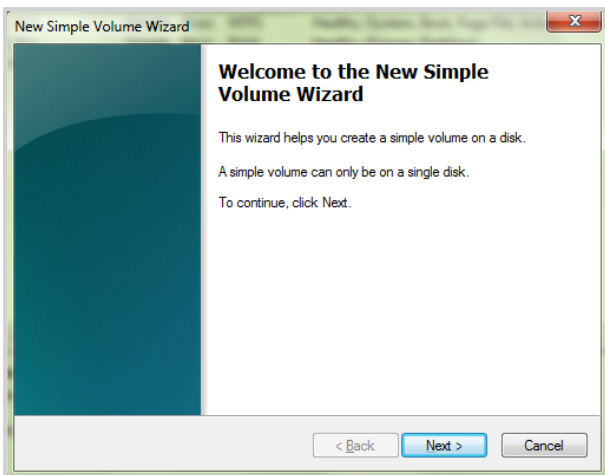 New Simple Volume Wizard
Welcome to the New Simple
Volume Wizard
This wizard helps you create a simple volume on a disk.
A simple volume can only be on a single disk.
To continue, click Next.
< Back
Next >
Cancel